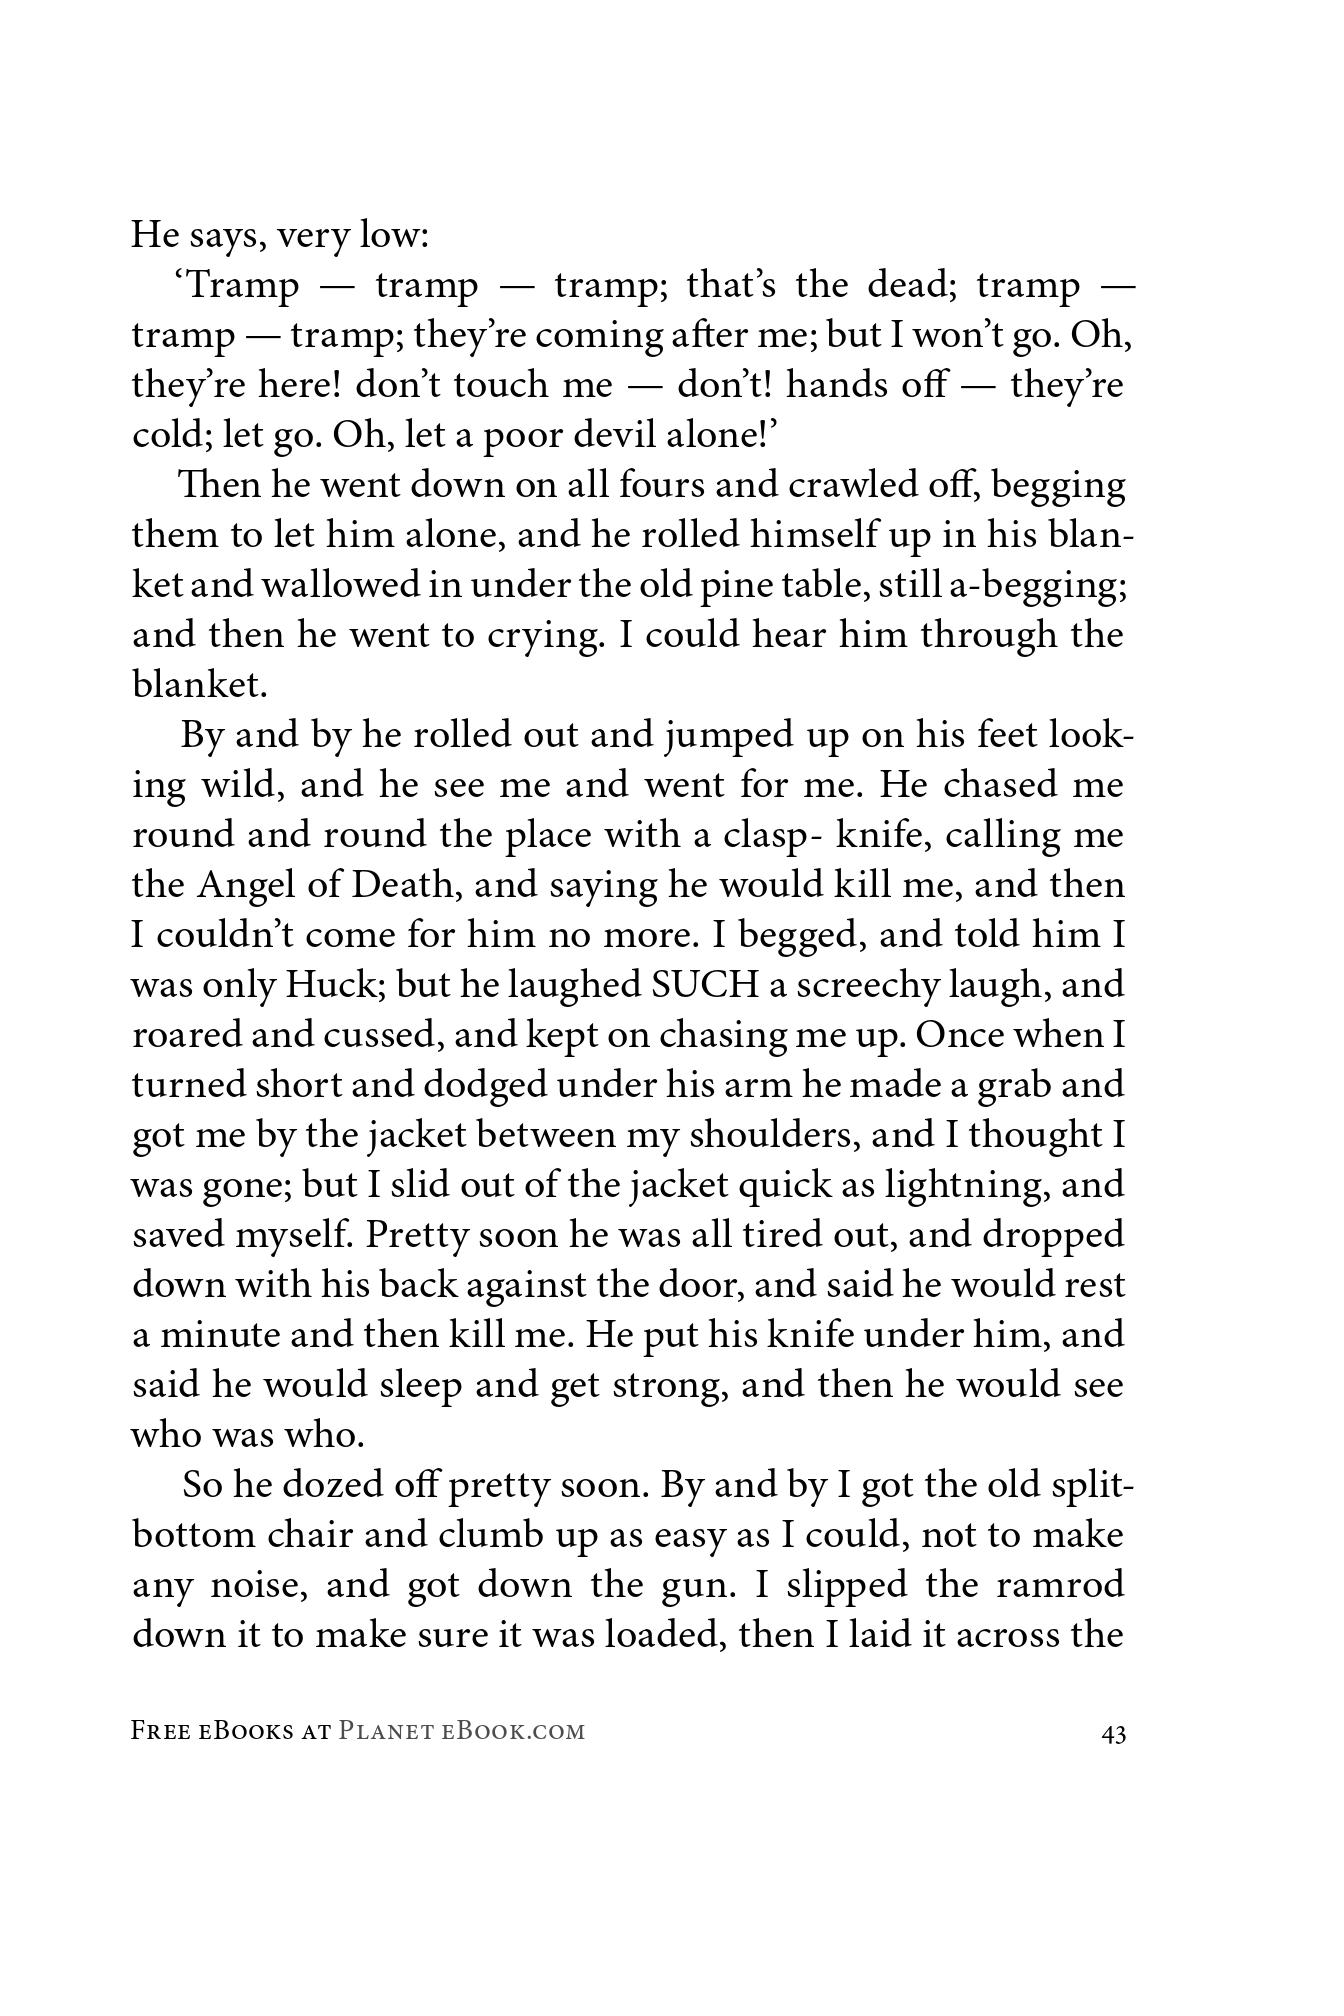 He says, very low:
‘Tramp — tramp — tramp; that’s the dead; tramp —
tramp — tramp; they’re coming after me; but I won’t go. Oh,
they’re here! don’t touch me — don’t! hands off — they’re
cold; let go. Oh, let a poor devil alone!’
Then he went down on all fours and crawled off, begging
them to let him alone, and he rolled himself up in his blan-
ket and wallowed in under the old pine table, still a-begging;
and then he went to crying. I could hear him through the
blanket.
By and by he rolled out and jumped up on his feet look-
ing wild, and he see me and went for me. He chased me
round and round the place with a clasp- knife, calling me
the Angel of Death, and saying he would kill me, and then
I couldn’t come for him no more. I begged, and told him I
was only Huck; but he laughed SUCH a screechy laugh, and
roared and cussed, and kept on chasing me up. Once when I
turned short and dodged under his arm he made a grab and
got me by the jacket between my shoulders, and I thought I
was gone; but I slid out of the jacket quick as lightning, and
saved myself. Pretty soon he was all tired out, and dropped
down with his back against the door, and said he would rest
a minute and then kill me. He put his knife under him, and
said he would sleep and get strong, and then he would see
who was who.
So he dozed off pretty soon. By and by I got the old split-
bottom chair and clumb up as easy as I could, not to make
any noise, and got down the gun. I slipped the ramrod
down it to make sure it was loaded, then I laid it across the
Free eBooks at Planet eBook.com 43